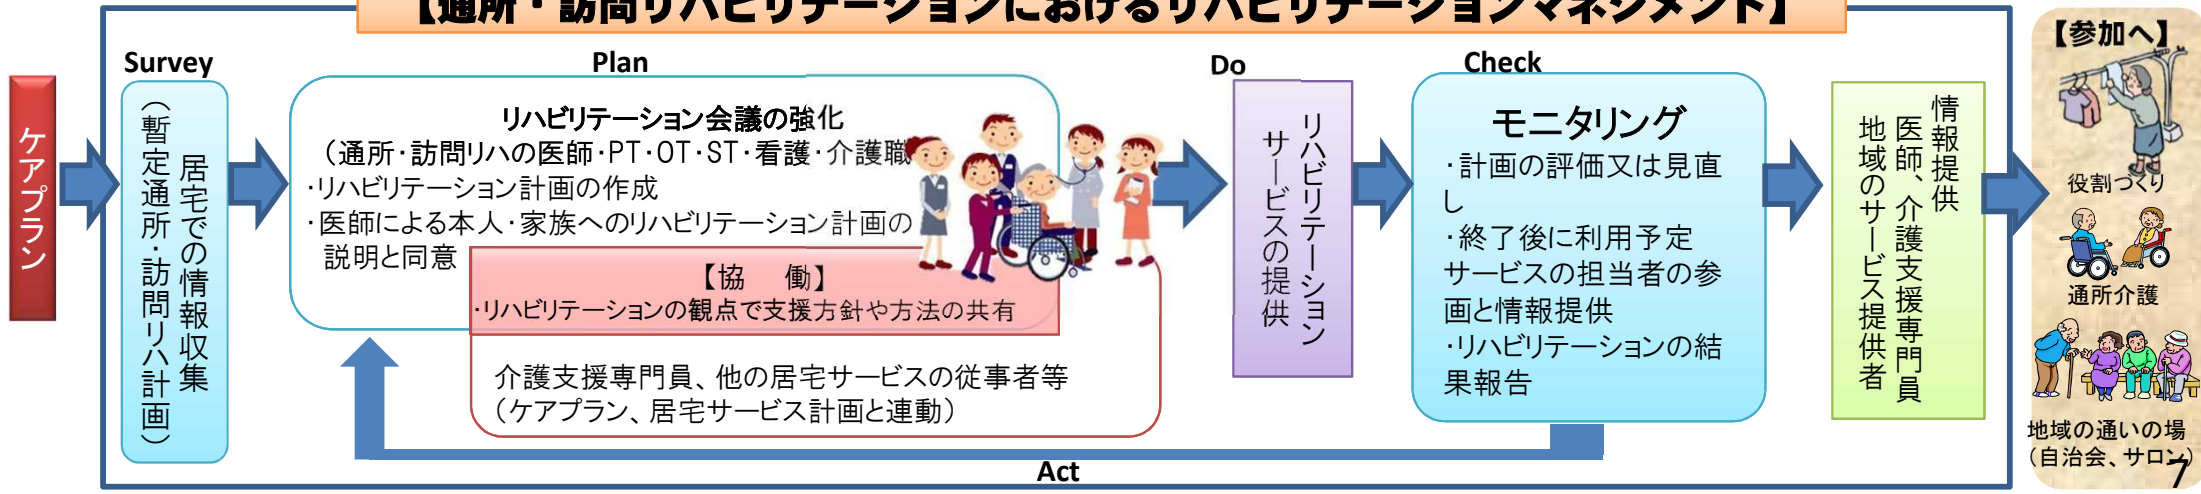 【通所・訪問リハビリテーションにおけるリハビリテーションマネジメント】
ケアプラン
Survey
居宅での情報収集
（暫定通所・訪問リハ計画）
Plan
リハビリテーション会議の強化
（通所・訪問リハの医師・PT・OT・ST・看護・介護職
・リハビリテーション計画の作成
・医師による本人・家族へのリハビリテーション計画の
説明と同意
【協　働】
・リハビリテーションの観点で支援方針や方法の共有
介護支援専門員、他の居宅サービスの従事者等
（ケアプラン、居宅サービス計画と連動）
Do
リハビリテーション
サービスの提供
Check
モニタリング
・計画の評価又は見直
し
・終了後に利用予定
サービスの担当者の参
画と情報提供
・リハビリテーションの結
果報告
Act
情報提供
医師、介護支援専門員
地域のサービス提供者
【参加へ】
役割つくり
通所介護
地域の通いの場
（自治会、サロン）
7